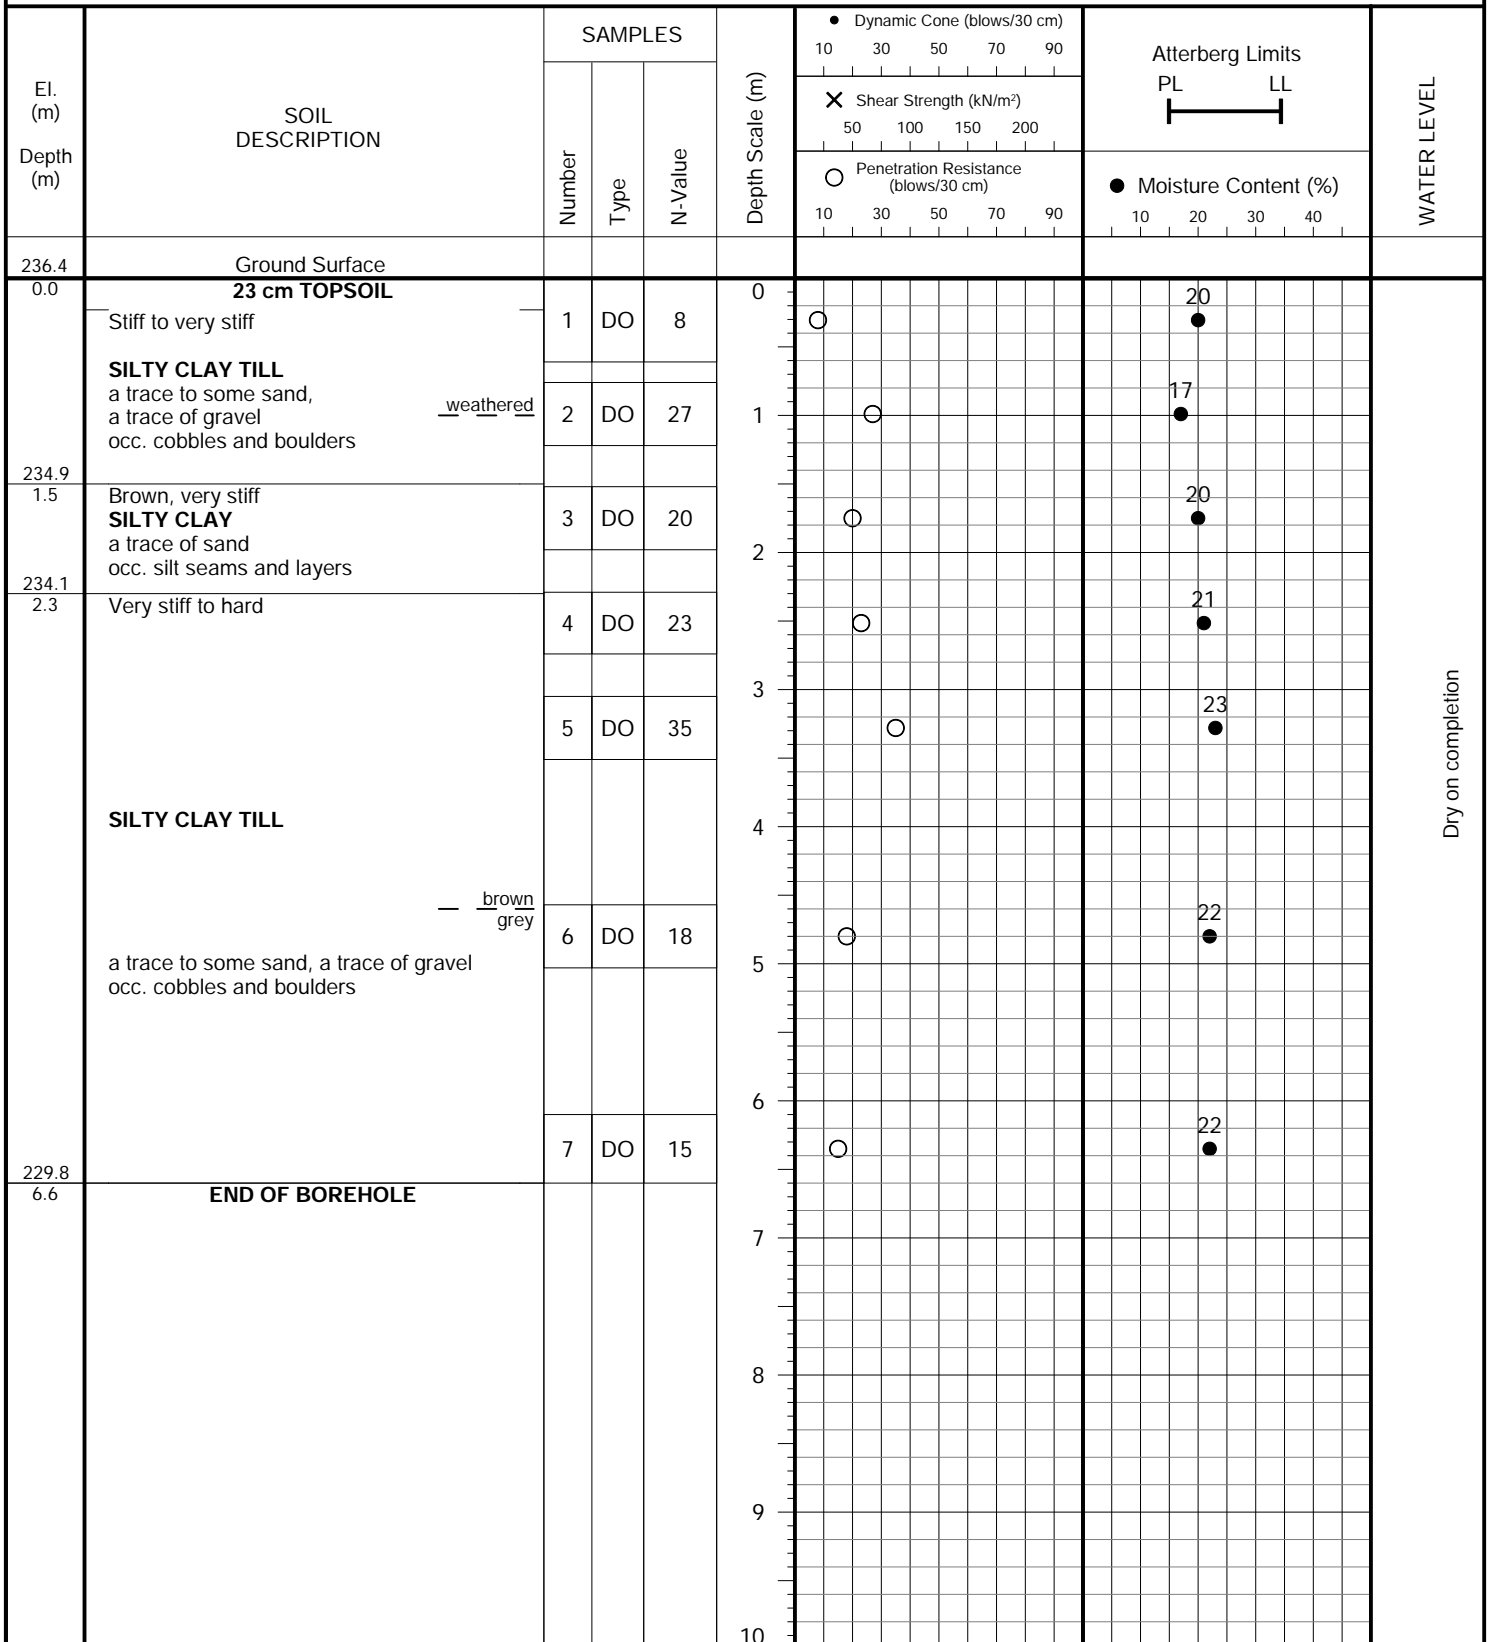 El.
(m)
Depth
(m)
SOIL
DESCRIPTION
SAMPLES
Number
Type
N-Value
Depth Scale (m)
Dynamic Cone (blows/30 cm)
10 30 50 70 90
Shear Strength (kN/m²)
50 100 150 200
Penetration Resistance
(blows/30 cm)
10 30 50 70 90
Atterberg Limits
PL LL
Moisture Content (%)
10 20 30 40
WATER LEVEL
236.4 Ground Surface
0.0 23 cm TOPSOIL 0
20
Stiff to very stiff 1 DO 8
SILTY CLAY TILL
a trace to some sand,
17
weathered
a trace of gravel 2 DO 27 1
occ. cobbles and boulders
234.9
1.5 Brown, very stiff
20
SILTY CLAY 3 DO 20
a trace of sand
2
occ. silt seams and layers
234.1
2.3 Very stiff to hard
21
4 DO 23
3
23
5 DO 35
Dry on completion
SILTY CLAY TILL 4
brown
grey
22
6 DO 18
a trace to some sand, a trace of gravel 5
occ. cobbles and boulders
6
22
7 DO 15
229.8
6.6 END OF BOREHOLE
7
8
9
10